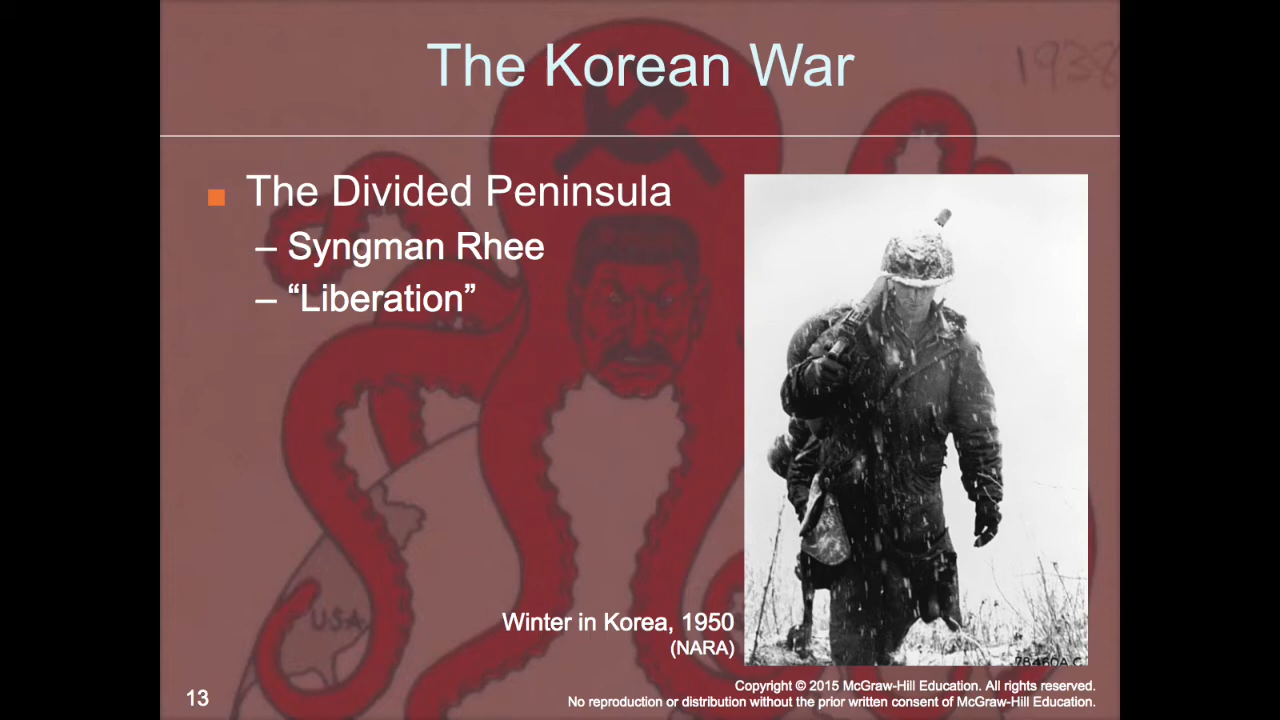 The Korean War
1938
The Divided Peninsula
– Syngman Rhee
– “Liberation”
USA
Winter in Korea, 1950
(NARA)
Copyright © 2015 McGraw-Hill Education. All rights reserved.
13
No reproduction or distribution without the prior written consent of McGraw-Hill Education.